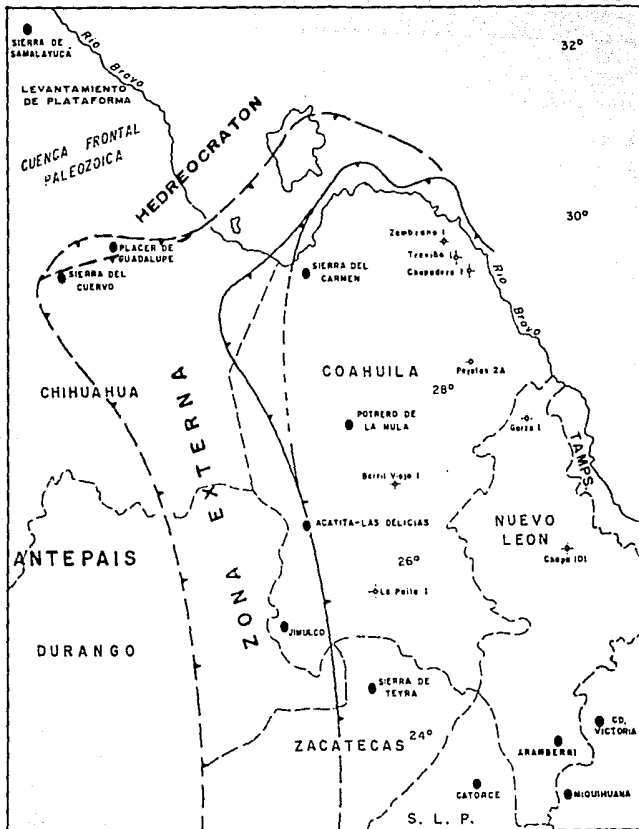 SIERRA DE
SAMALAYUCA
Rio
Bravo
32°
LEVANTAMIENTO
DE PLATAFORMA
CUENCA FRONTAL
PALEOZOICA
HEDREOCRATON
30°
Zambrano 1
Treviño 1
Chapadera 1
PLACER DE
GUADALUPE
SIERRA DEL
CUERVO
SIERRA DEL
CARMEN
Rio
Bravo
Peyotes 2A
COAHUILA
28°
CHIHUAHUA
POTRERO DE
LA MULA
Garza 1
TAMPS
ZONA EXTERNA
Barril Viejo 1
NUEVO
LEON
ACATITA-LAS DELICIAS
ANTEPAIS
26°
Chapa 101
La Paila 1
JIMULCO
DURANGO
SIERRA DE
TEYRA
CD.
VICTORIA
24°
ZACATECAS
ARAMBERRI
CATORCE
MIQUIHUANA
S. L. P.